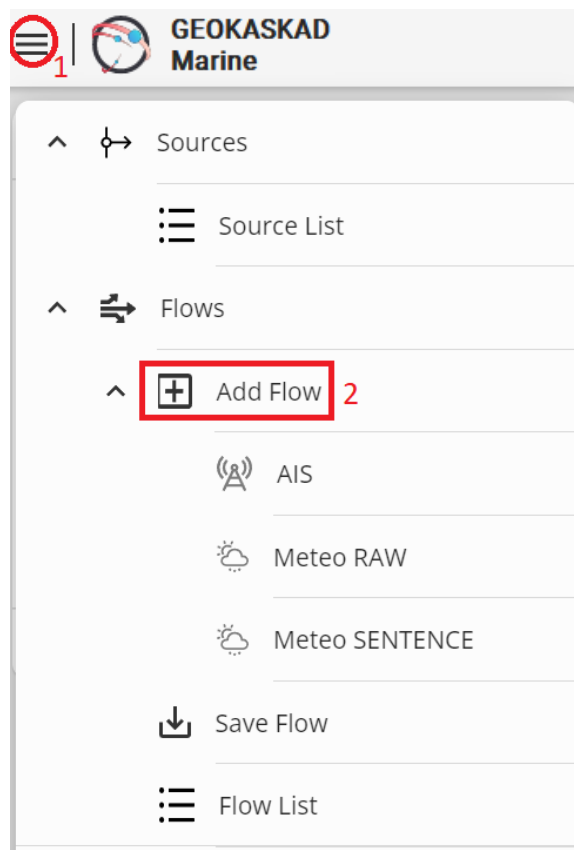 GEOKASKAD
Marine
1
Sources
Source List
Flows
Add Flow 2
AIS
Meteo RAW
Meteo SENTENCE
Save Flow
Flow List